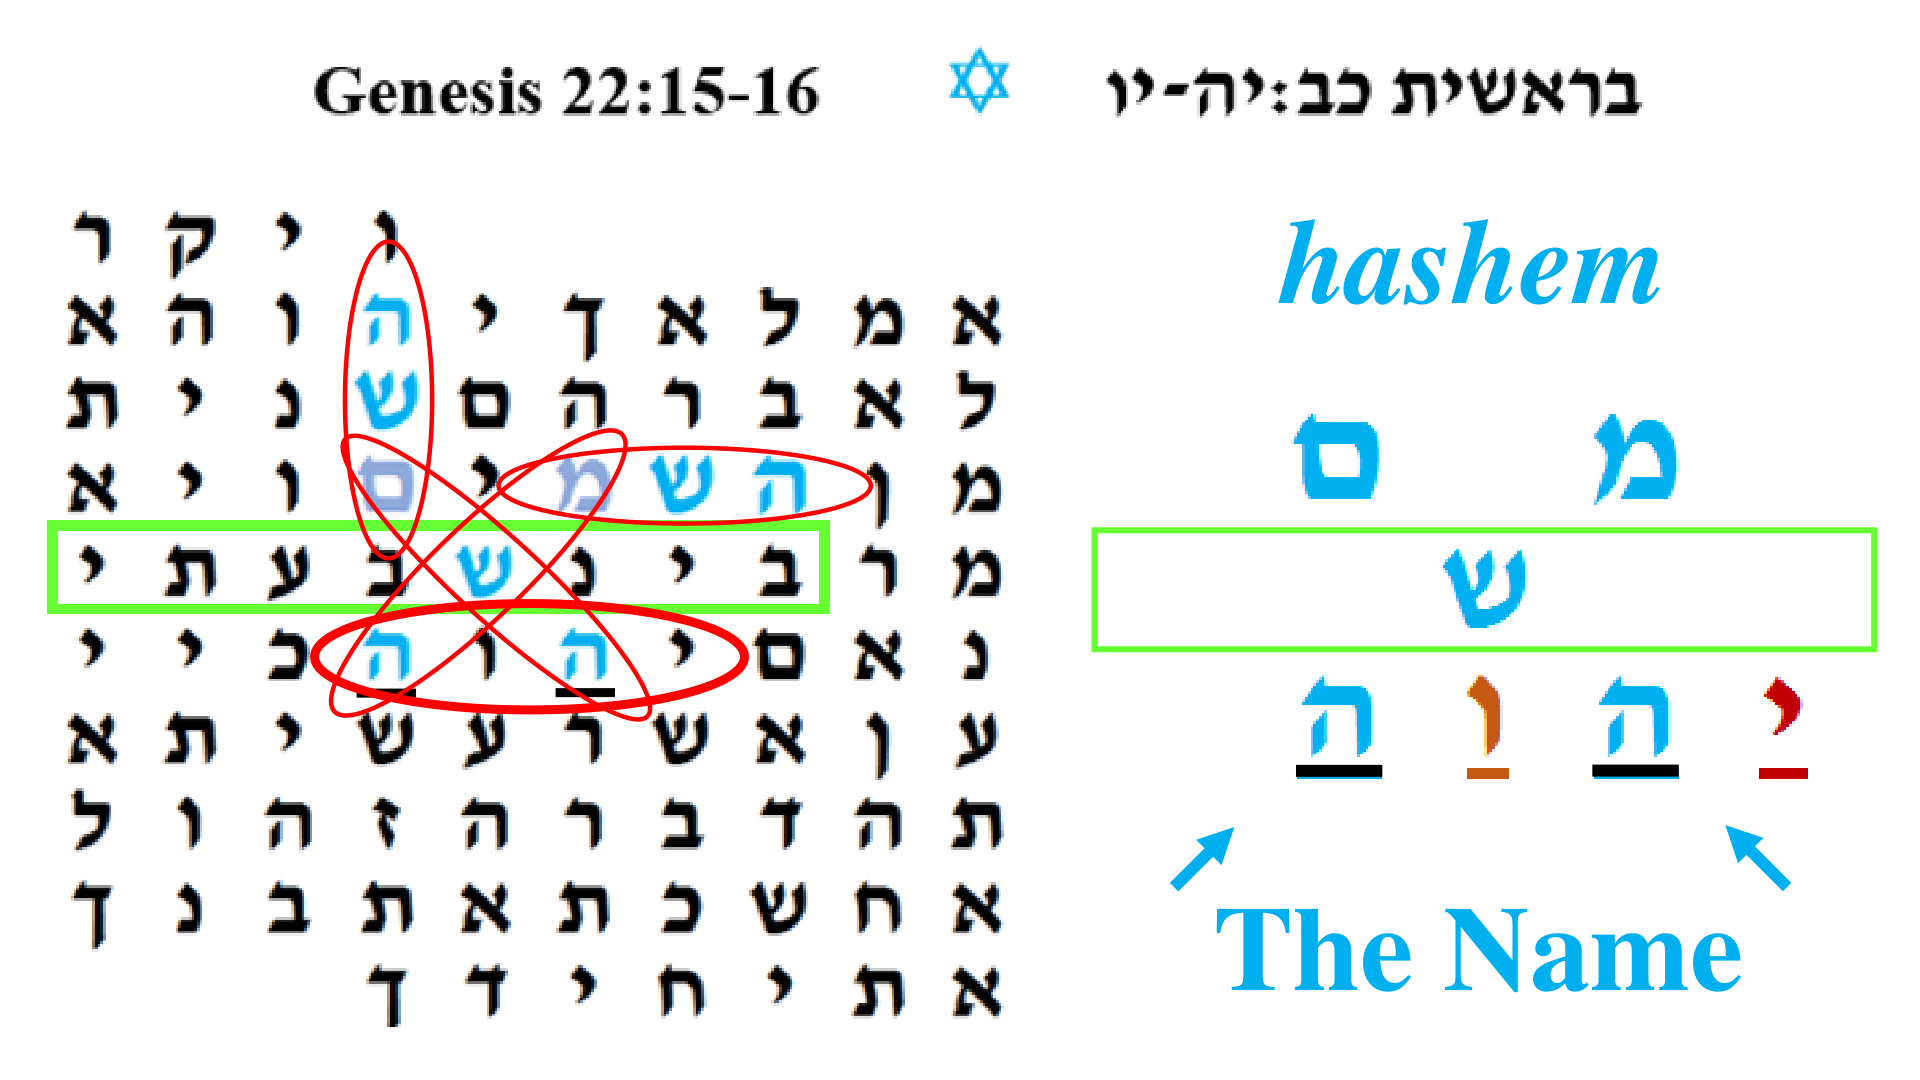 Genesis 22:15-16 ✡ בראשית כב:יה-יו
ו י ק ר
א מ ל א ך י ה ו ה א
ל א ב ר ה ם ש נ י ת
מ ן ה ש מ י ם ו י א
מ ר ב י נ ש ב ע ת י
נ א ם י ה ו ה כ י י
ע ן א ש ר ע ש י ת א
ת ה ד ב ר ה ז ה ו ל
א ח ש כ ת א ת ב נ ך
א ת י ח י ד ך
hashem
מ ם
ש
י ה ו ה
The Name